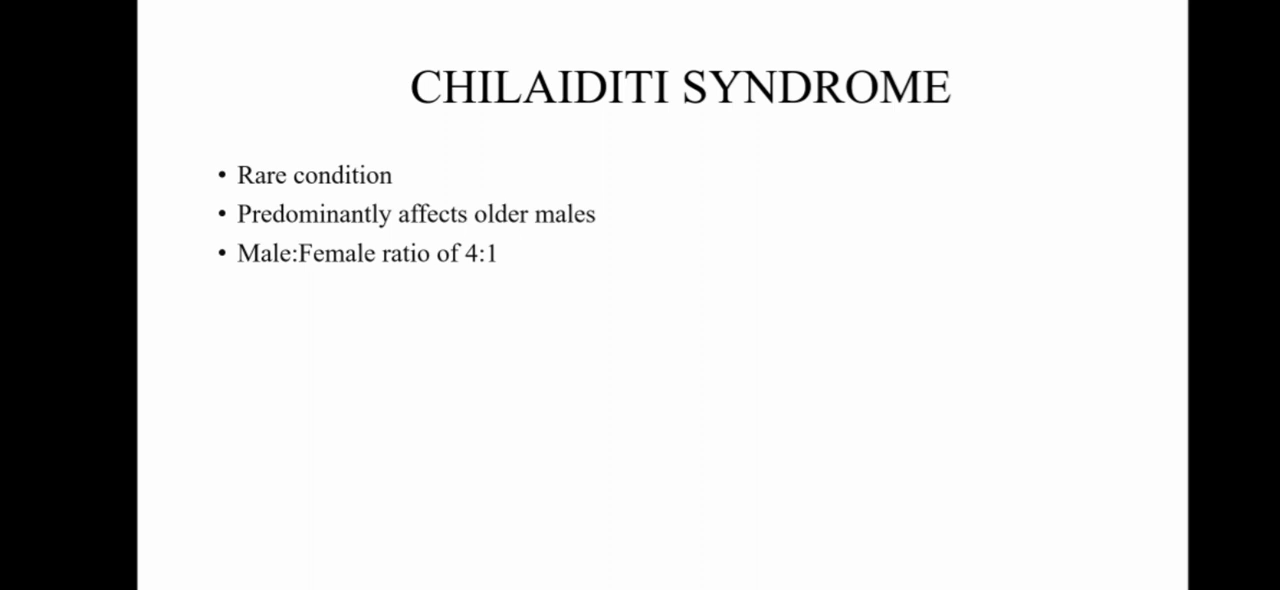 CHILAIDITI SYNDROME
• Rare condition
• Predominantly affects older males
• Male:Female ratio of 4:1